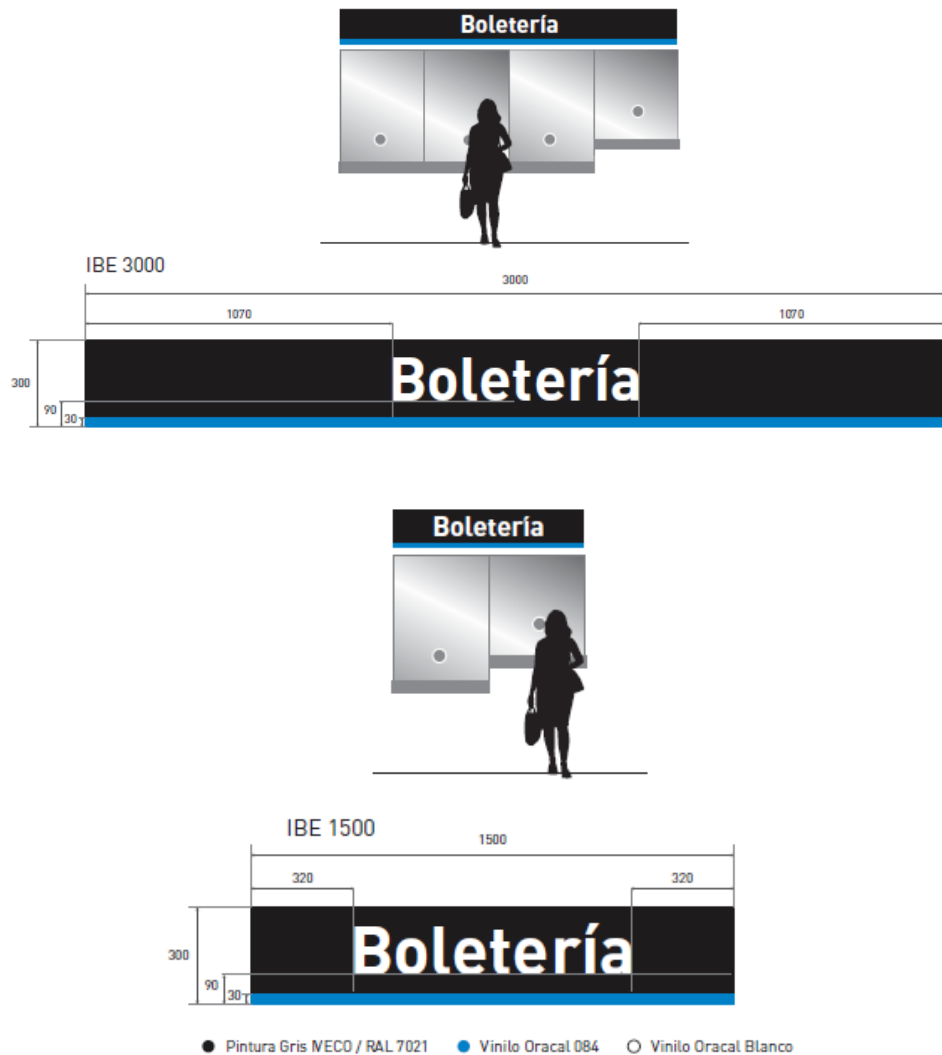 Boletería
IBE 3000
3000
1070
1070
300
90
30
Boletería
Boletería
IBE 1500
1500
320
320
300
90
30
Boletería
Pintura Gris IVECO / RAL 7021
Vinilo Oracal 084
Vinilo Oracal Blanco